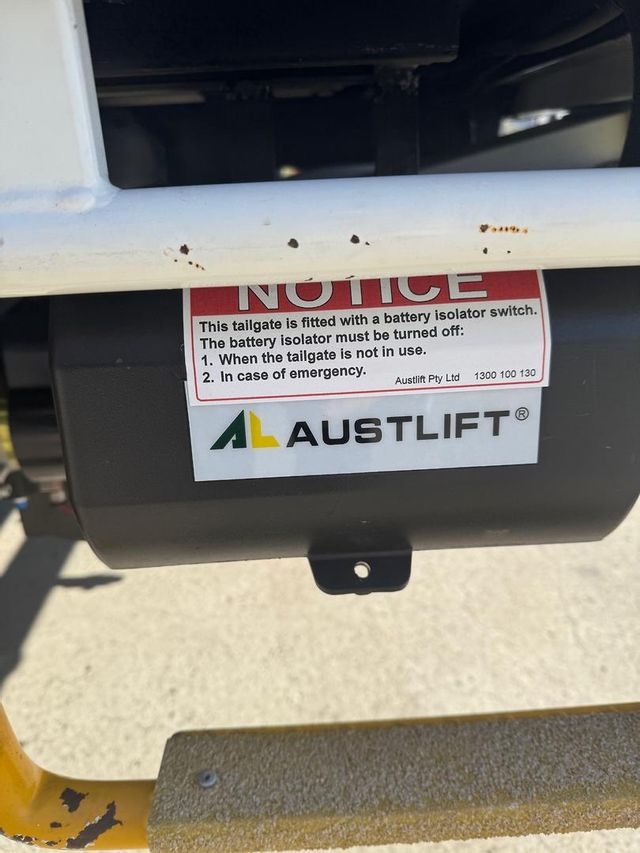 NOTICE
This tailgate is fitted with a battery isolator switch.
The battery isolator must be turned off:
1. When the tailgate is not in use.
2. In case of emergency.
Austlift Pty Ltd 1300 100 130
AL AUSTLIFT®